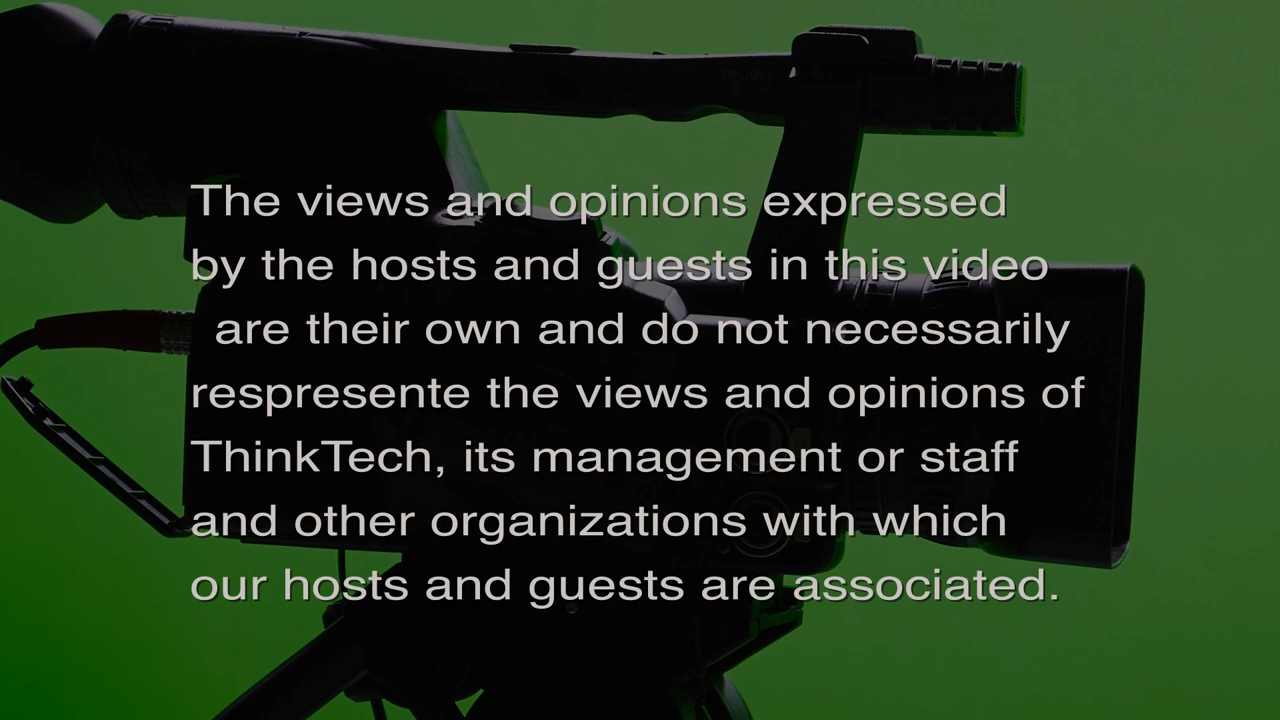 The views and opinions expressed
by the hosts and guests in this video
are their own and do not necessarily
respresente the views and opinions of
ThinkTech, its management or staff
and other organizations with which
our hosts and guests are associated.